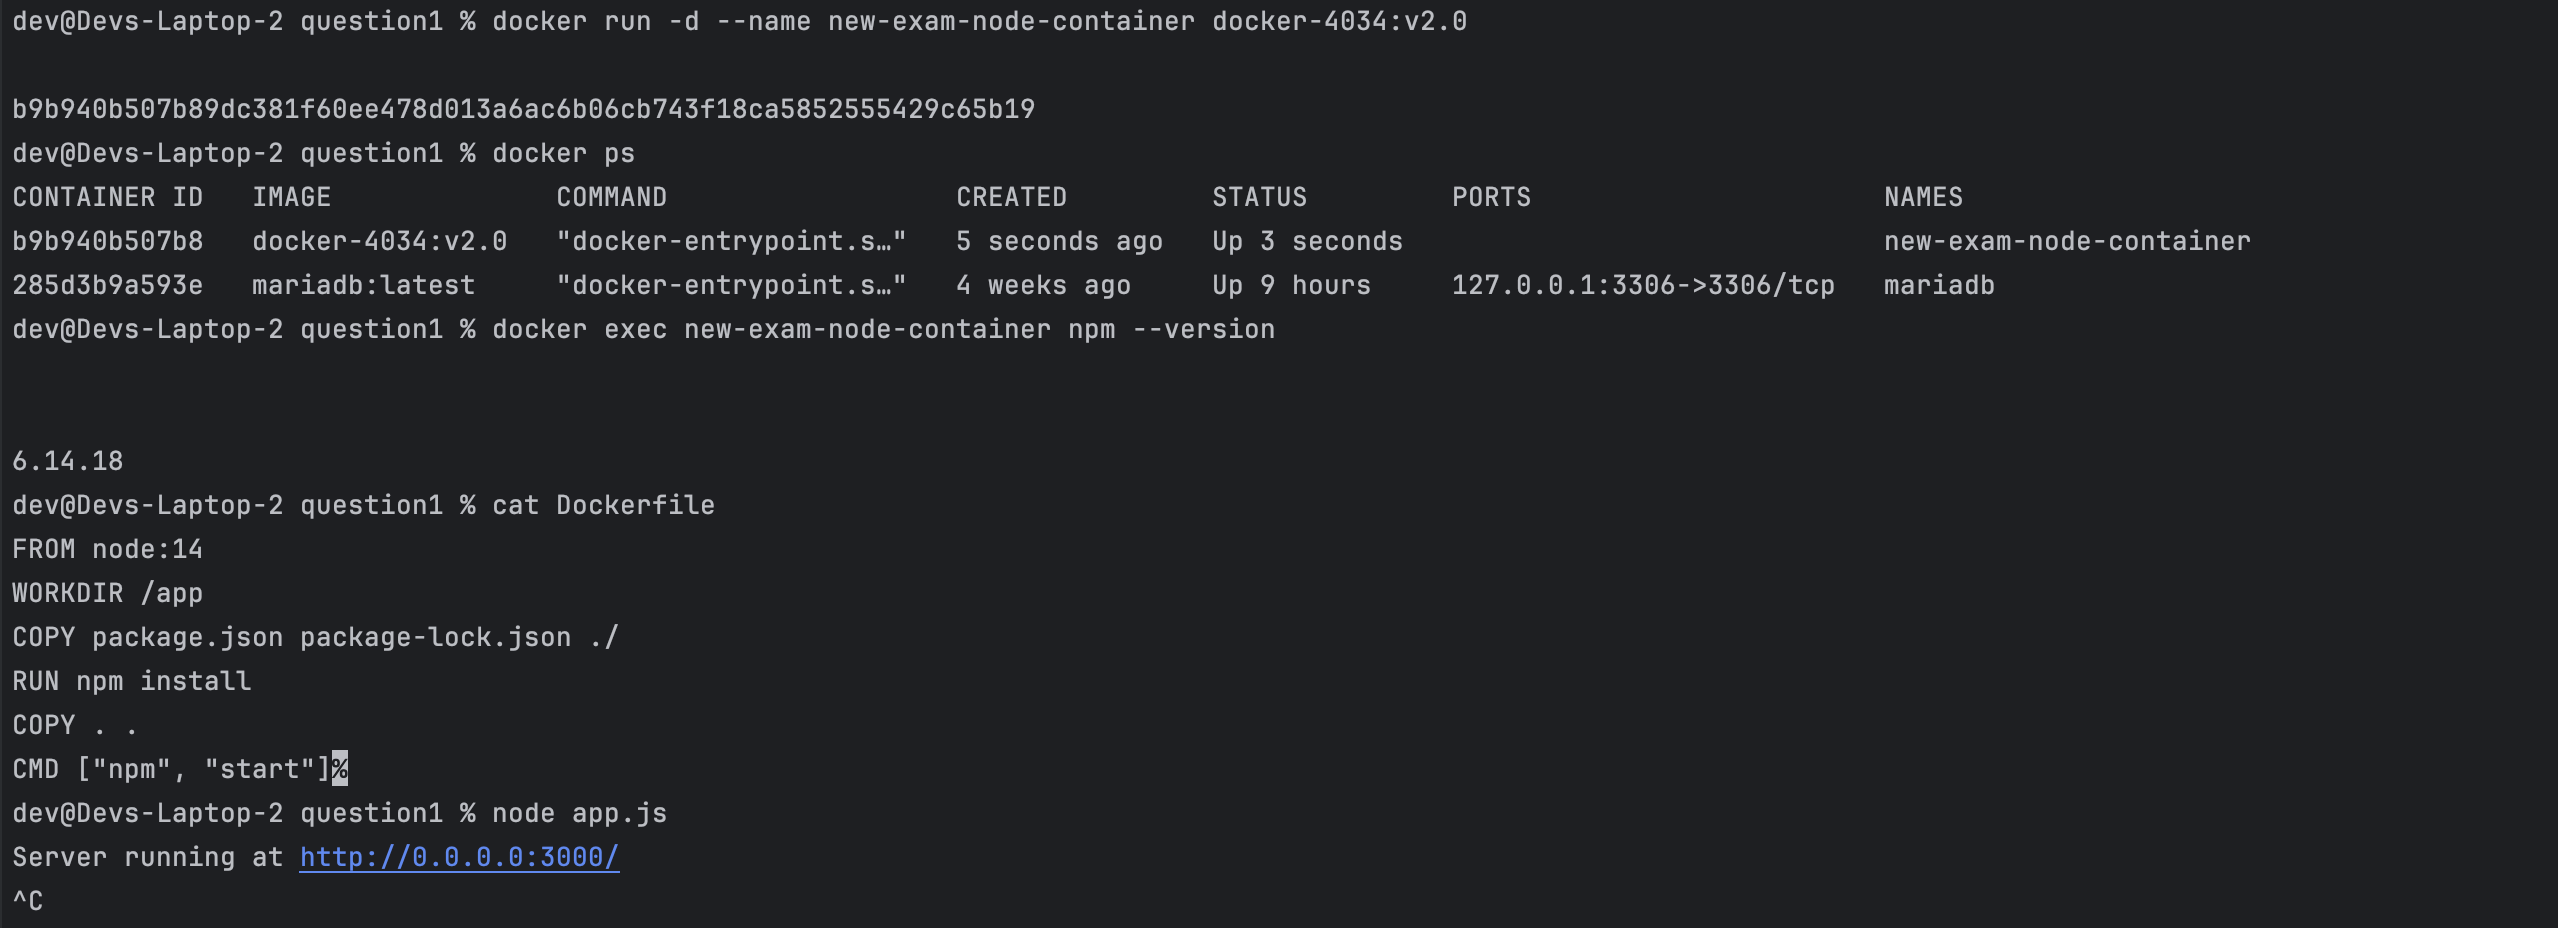 dev@Devs-Laptop-2 question1 % docker run -d --name new-exam-node-container docker-4034:v2.0
b9b940b507b89dc381f60ee478d013a6ac6b06cb743f18ca5852555429c65b19
dev@Devs-Laptop-2 question1 % docker ps
CONTAINER ID   IMAGE              COMMAND                  CREATED         STATUS         PORTS                      NAMES
b9b940b507b8   docker-4034:v2.0   "docker-entrypoint.s…"   5 seconds ago   Up 3 seconds                              new-exam-node-container
285d3b9a593e   mariadb:latest     "docker-entrypoint.s…"   4 weeks ago     Up 9 hours     127.0.0.1:3306->3306/tcp   mariadb
dev@Devs-Laptop-2 question1 % docker exec new-exam-node-container npm --version
6.14.18
dev@Devs-Laptop-2 question1 % cat Dockerfile
FROM node:14
WORKDIR /app
COPY package.json package-lock.json ./
RUN npm install
COPY . .
CMD ["npm", "start"]%
dev@Devs-Laptop-2 question1 % node app.js
Server running at http://0.0.0.0:3000/
^C